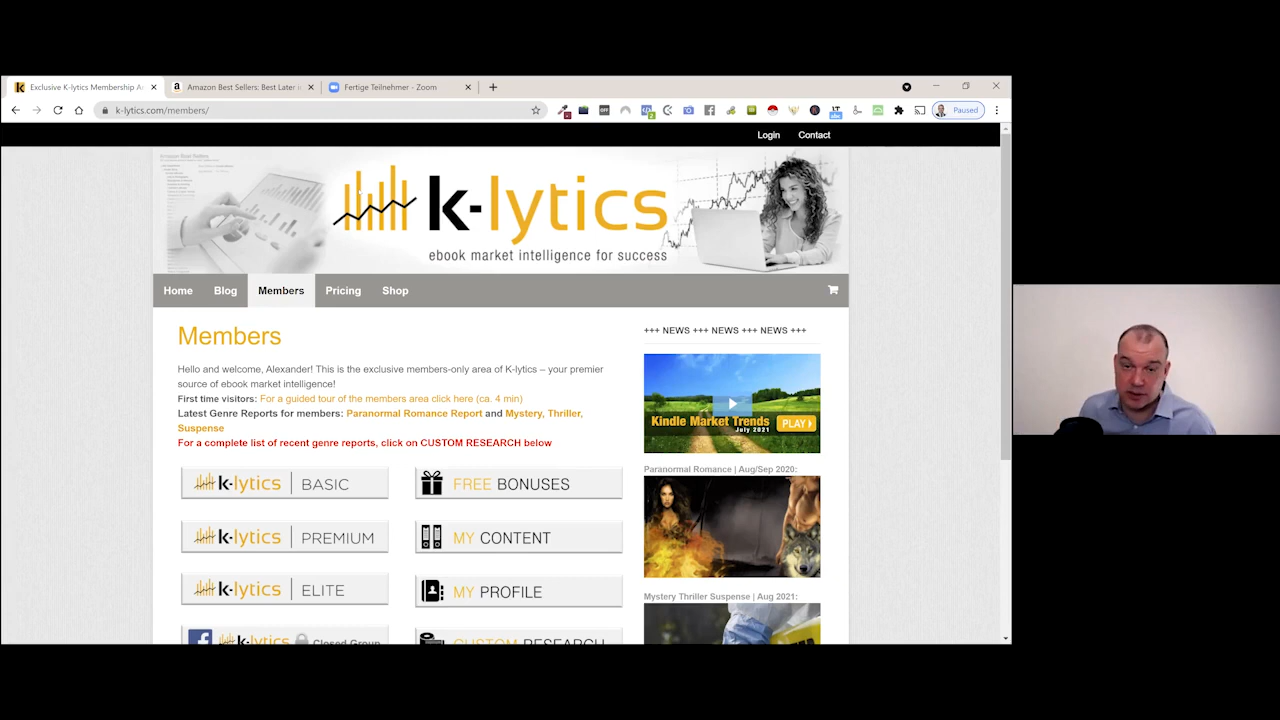 Exclusive K-lytics Membership Ar
Amazon Best Sellers: Best Later i
Fertige Teilnehmer - Zoom
k-lytics.com/members/
Paused
Login
Contact
k-lytics
ebook market intelligence for success
Home
Blog
Members
Pricing
Shop
Members
Hello and welcome, Alexander! This is the exclusive members-only area of K-lytics – your premier
source of ebook market intelligence!
First time visitors: For a guided tour of the members area click here (ca. 4 min)
Latest Genre Reports for members: Paranormal Romance Report and Mystery, Thriller,
Suspense
For a complete list of recent genre reports, click on CUSTOM RESEARCH below
k-lytics BASIC
FREE BONUSES
k-lytics PREMIUM
MY CONTENT
k-lytics ELITE
MY PROFILE
k-lytics Closed Group
CUSTOM RESEARCH
+++ NEWS +++ NEWS +++ NEWS +++
Kindle Market Trends
July 2021
PLAY
Paranormal Romance | Aug/Sep 2020:
Mystery Thriller Suspense | Aug 2021: